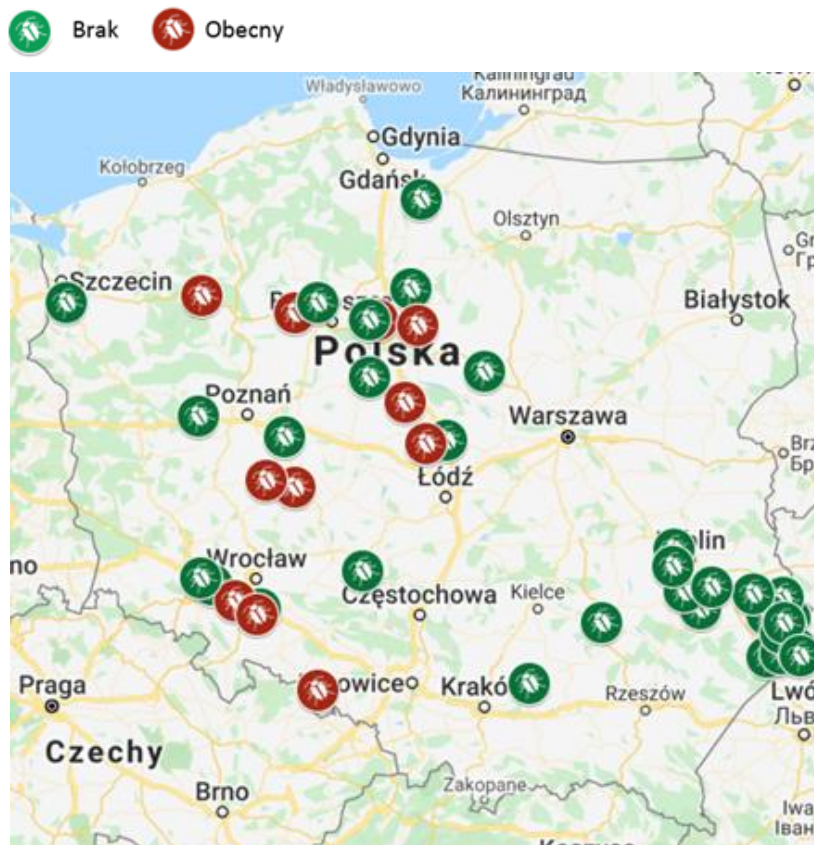 Brak Obecny
Kaliningrad
Władysławowo
Калининград
Gdynia
Kołobrzeg
Gdańsk
Olsztyn
Szczecin
Białystok
Polska
Poznań
Warszawa
Łódź
Wrocław
Częstochowa
Kielce
Praga
Rzeszów
Czechy
Zakopane
Brno